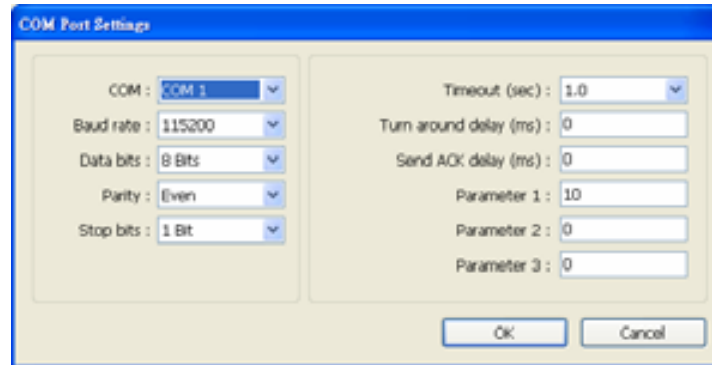 COM Port Settings
COM : COM 1
Baud rate : 115200
Data bits : 8 Bits
Parity : Even
Stop bits : 1 Bit
Timeout (sec) : 1.0
Turn around delay (ms) : 0
Send ACK delay (ms) : 0
Parameter 1 : 10
Parameter 2 : 0
Parameter 3 : 0
OK
Cancel